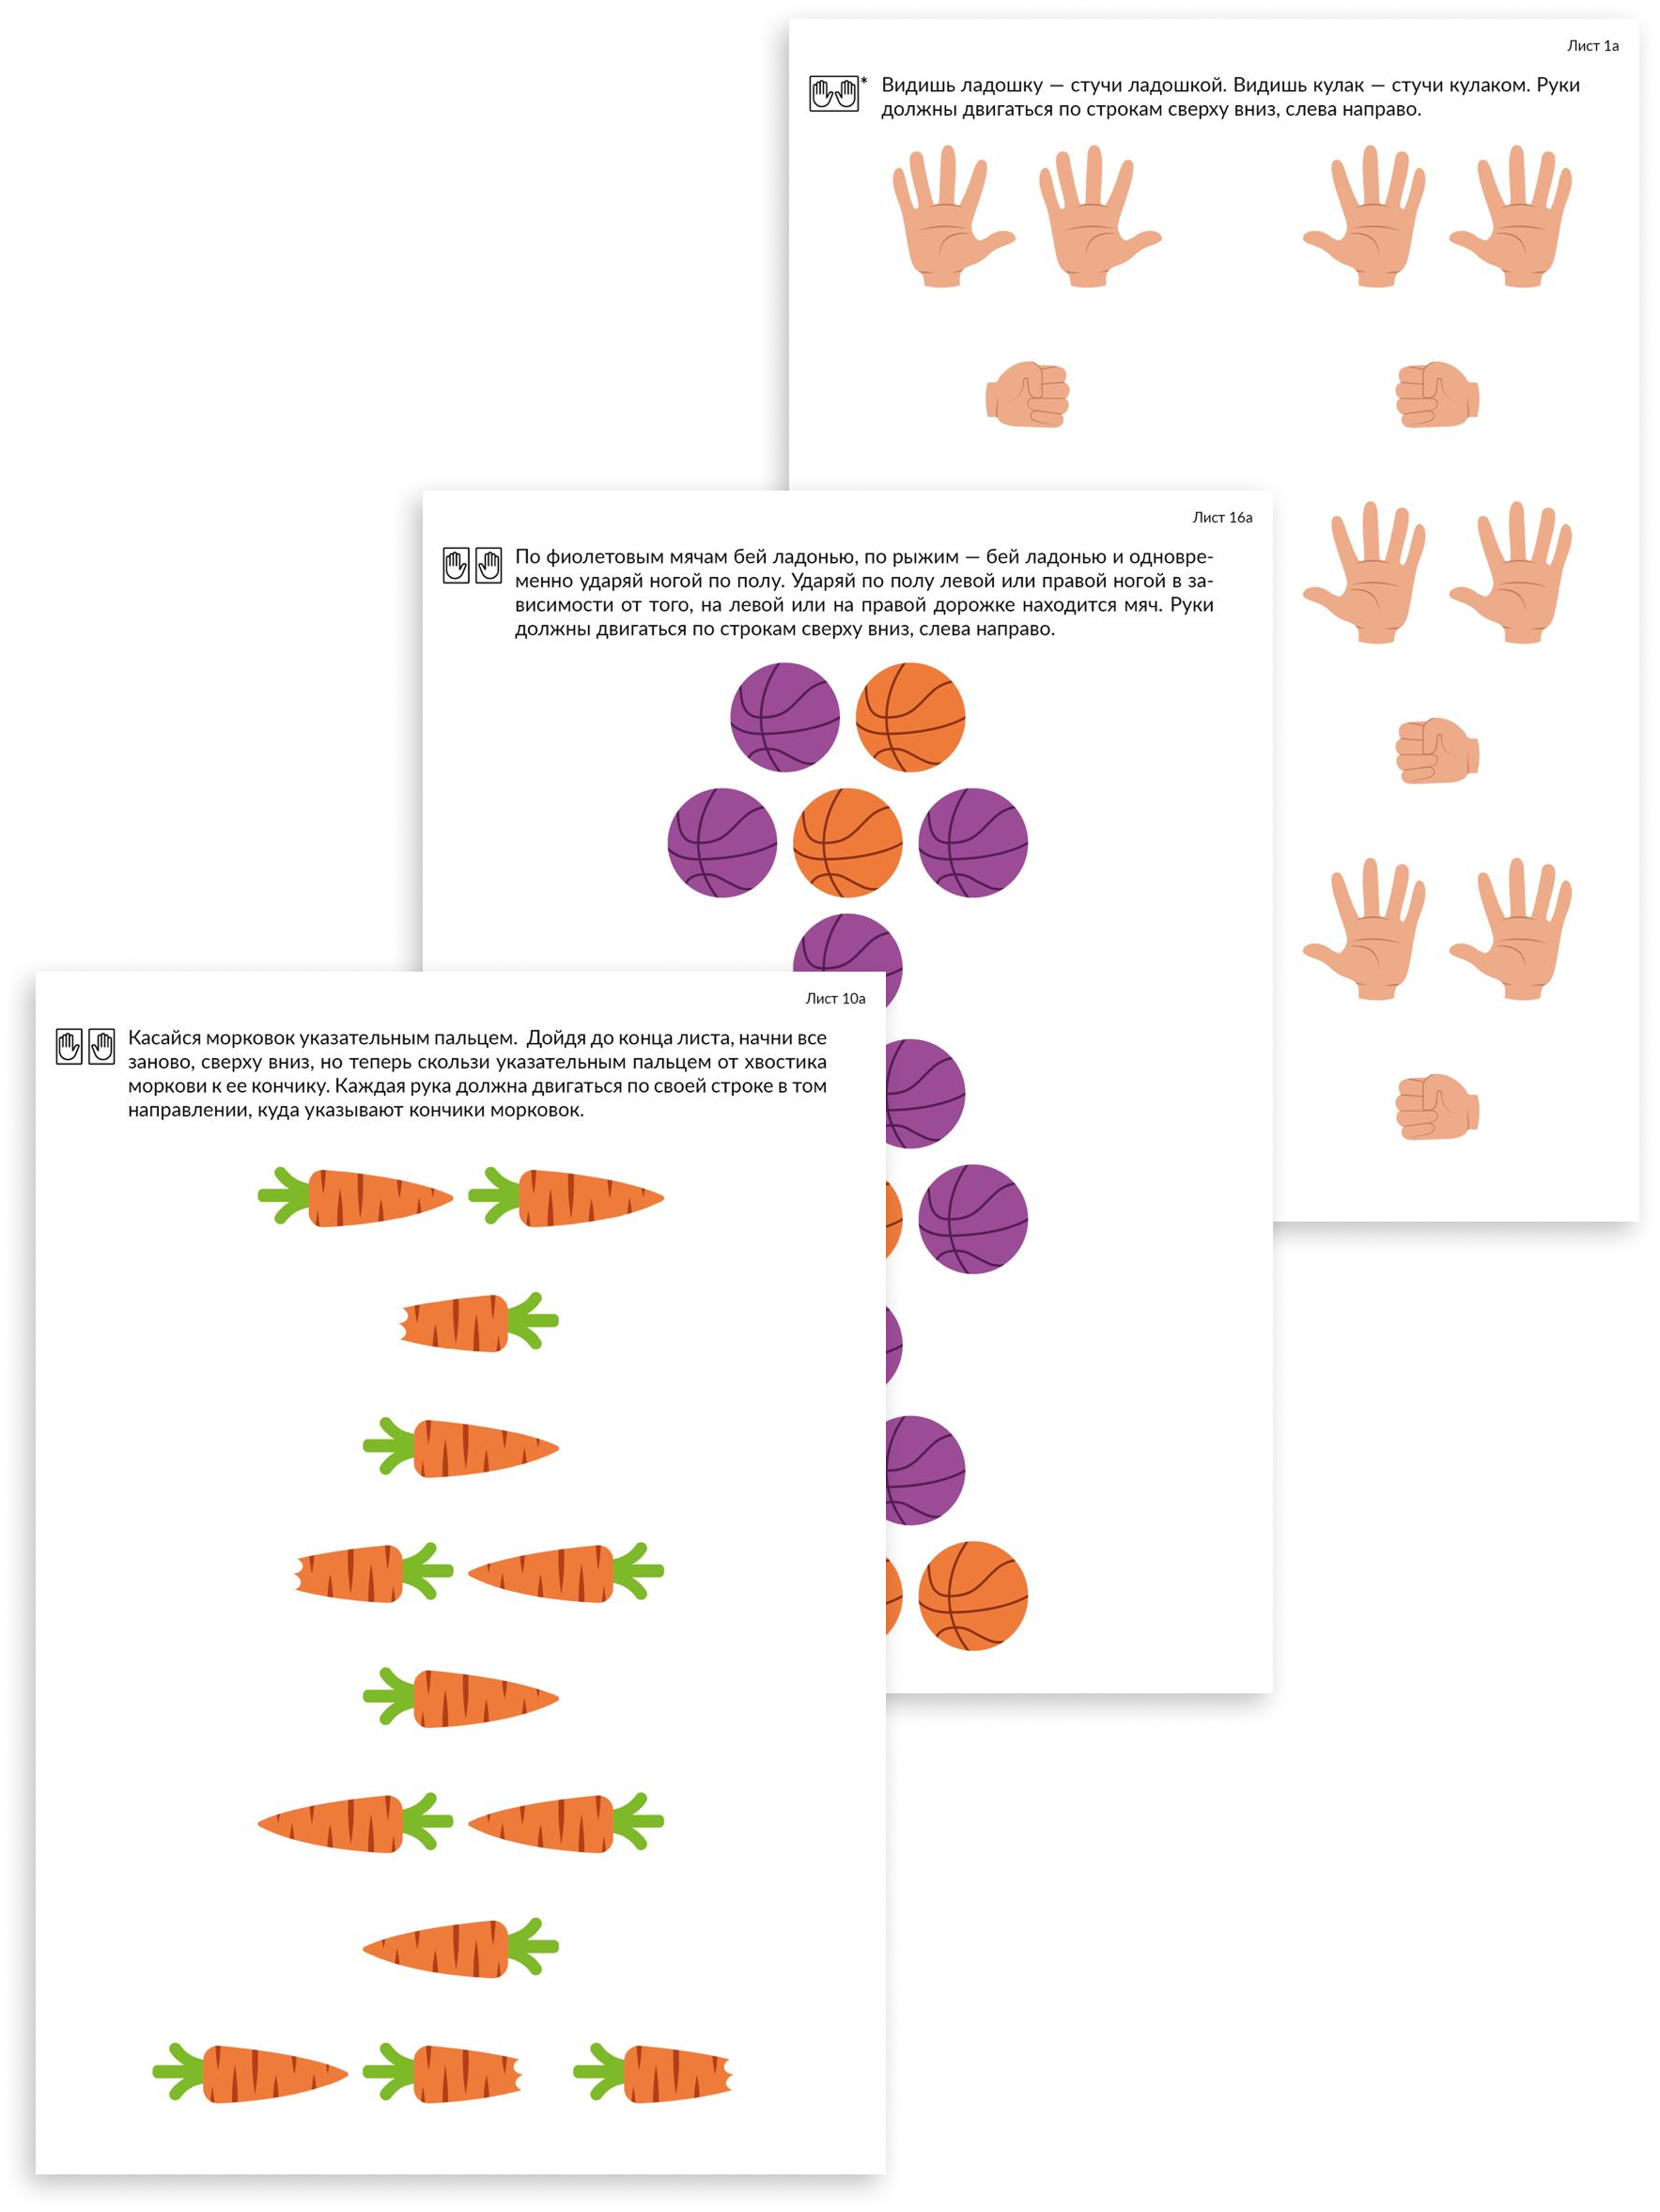 Лист 1а
* Видишь ладошку — стучи ладошкой. Видишь кулак — стучи кулаком. Руки
должны двигаться по строкам сверху вниз, слева направо.
Лист 16а
По фиолетовым мячам бей ладонью, по рыжим — бей ладонью и одновре-
менно ударяй ногой по полу. Ударяй по полу левой или правой ногой в за-
висимости от того, на левой или на правой дорожке находится мяч. Руки
должны двигаться по строкам сверху вниз, слева направо.
Лист 10а
Касайся морковок указательным пальцем. Дойдя до конца листа, начни все
заново, сверху вниз, но теперь скользи указательным пальцем от хвостика
моркови к ее кончику. Каждая рука должна двигаться по своей строке в том
направлении, куда указывают кончики морковок.